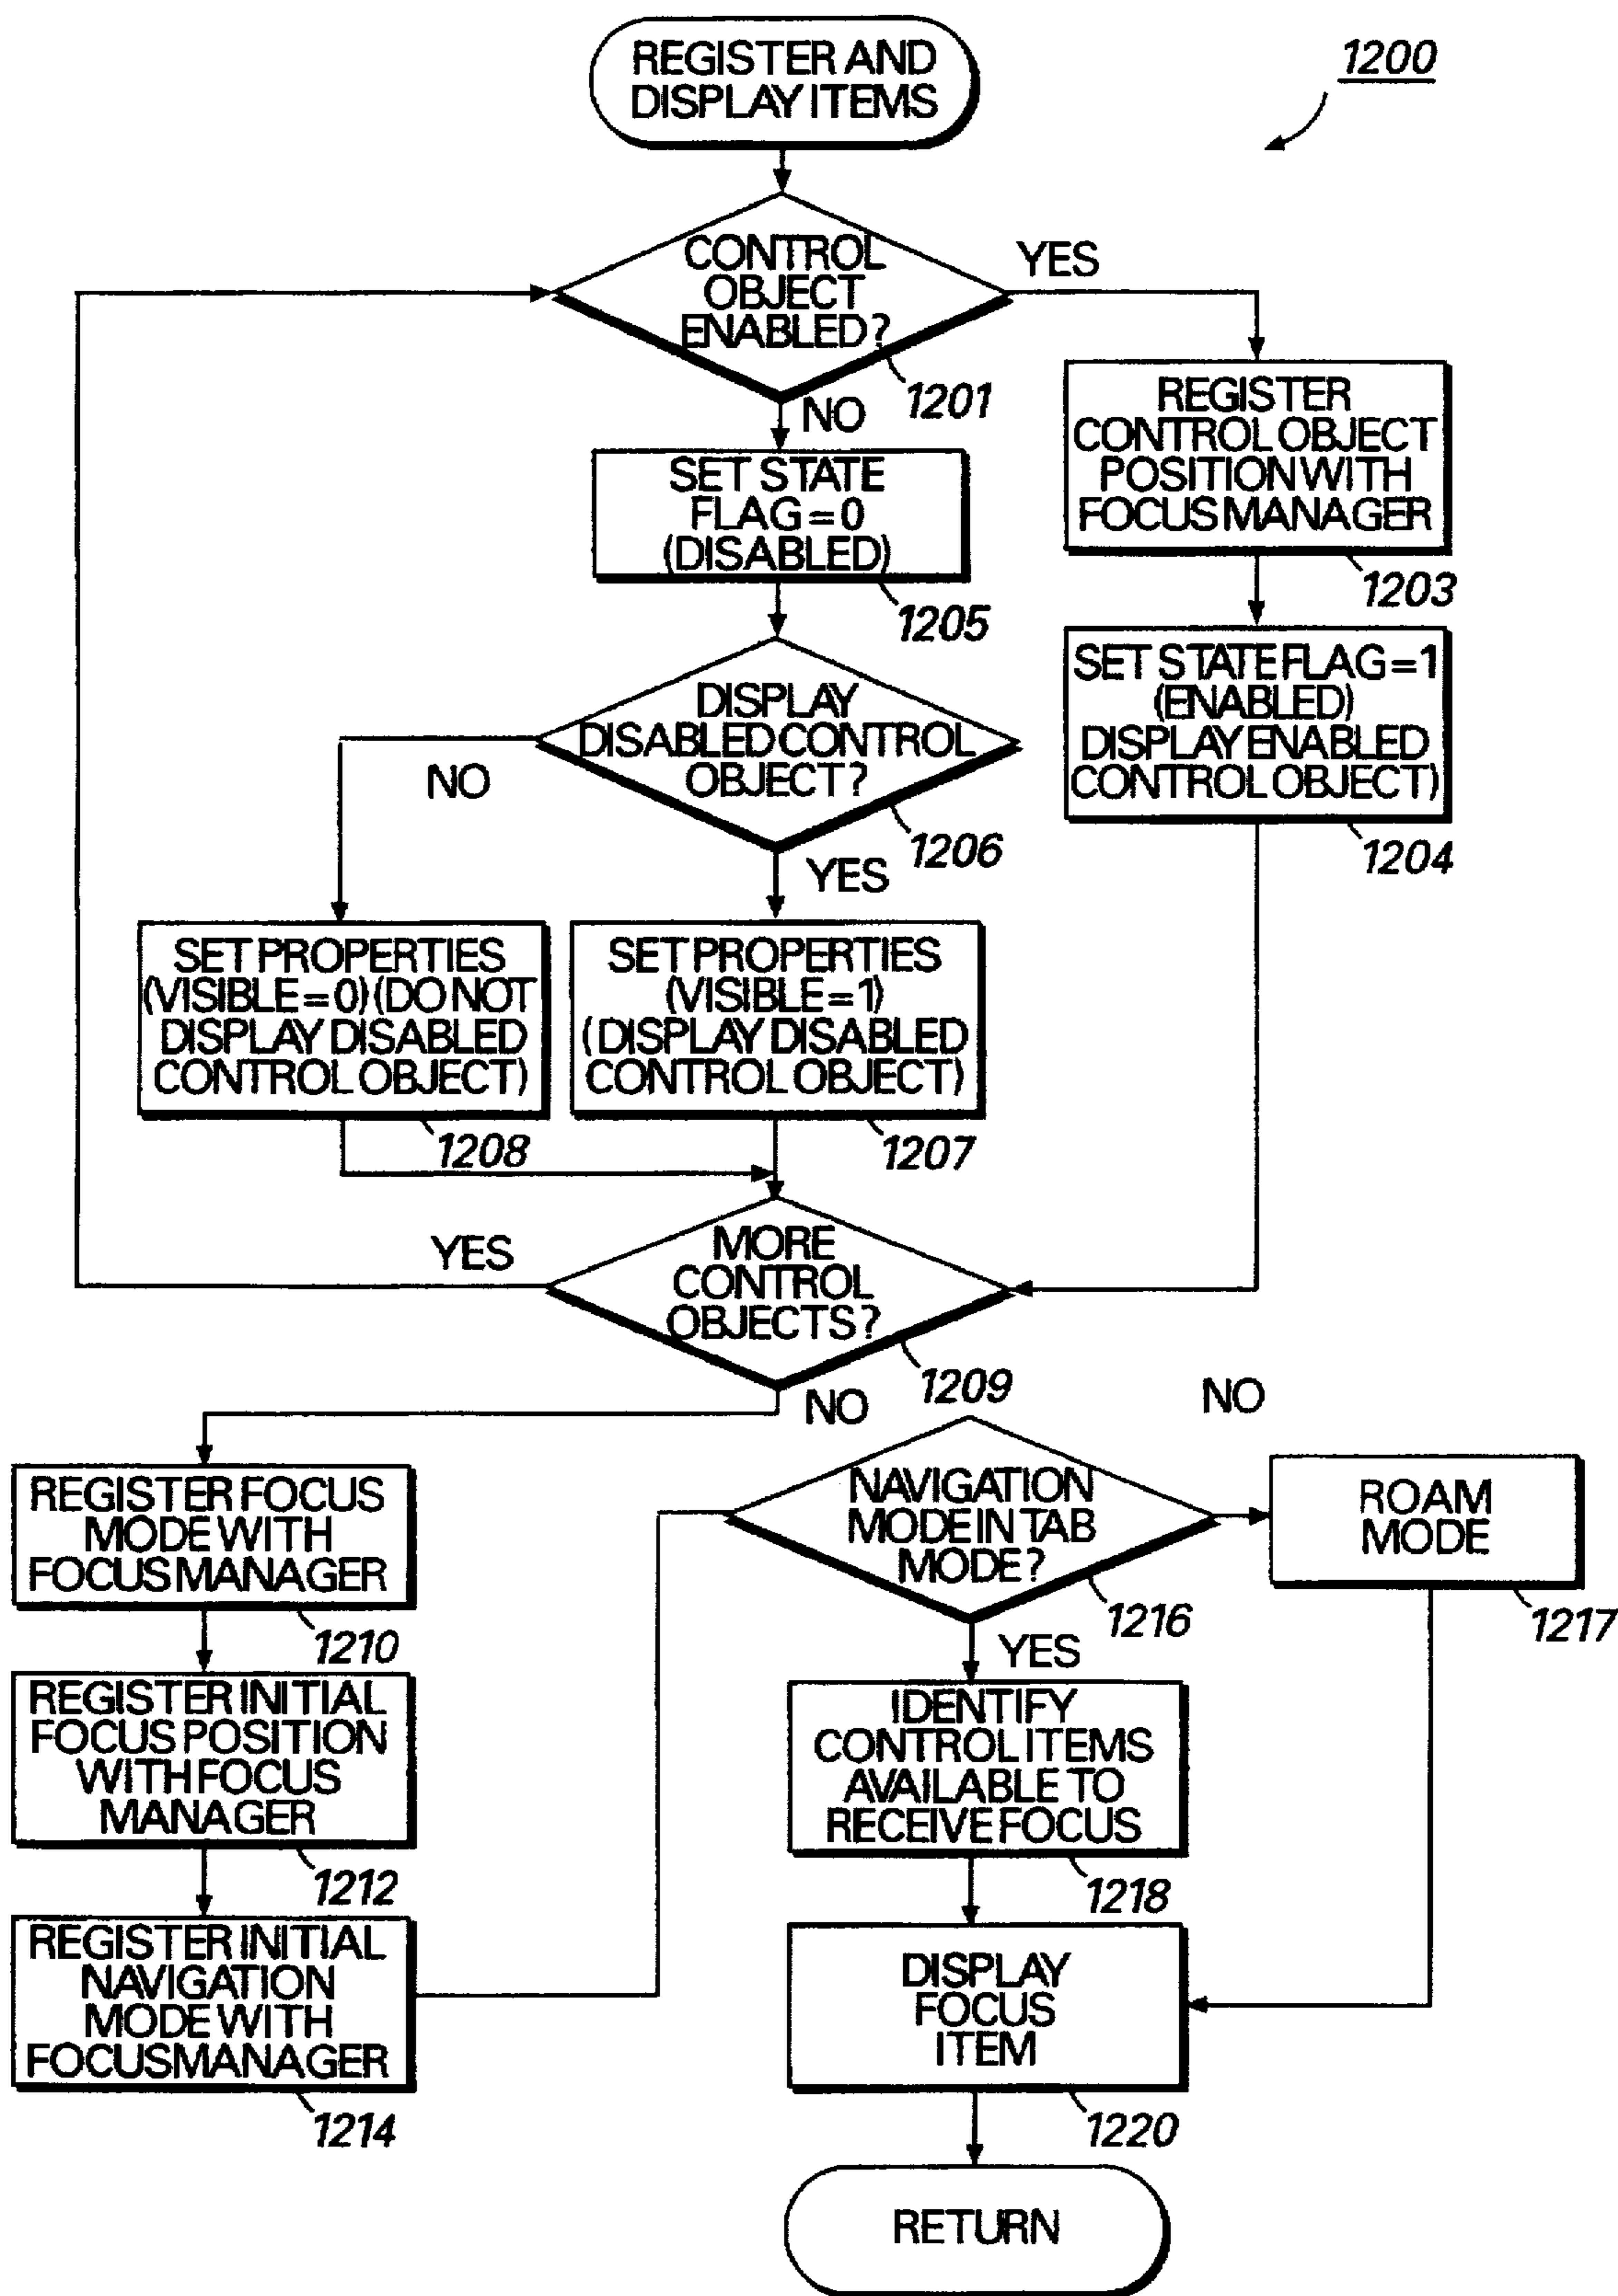 REGISTER AND
DISPLAY ITEMS
1200
CONTROL
OBJECT
ENABLED?
YES
1201
NO
REGISTER
CONTROL OBJECT
POSITION WITH
FOCUS MANAGER
1203
SET STATE
FLAG = 0
(DISABLED)
1205
SET STATE FLAG = 1
(ENABLED)
DISPLAY ENABLED
CONTROL OBJECT)
1204
DISPLAY
DISABLED CONTROL
OBJECT?
NO
1206
YES
SET PROPERTIES
(VISIBLE = 0) (DO NOT
DISPLAY DISABLED
CONTROL OBJECT)
1208
SET PROPERTIES
(VISIBLE = 1)
(DISPLAY DISABLED
CONTROL OBJECT)
1207
YES
MORE
CONTROL
OBJECTS?
1209
NO
REGISTER FOCUS
MODE WITH
FOCUS MANAGER
1210
REGISTER INITIAL
FOCUS POSITION
WITH FOCUS
MANAGER
1212
REGISTER INITIAL
NAVIGATION
MODE WITH
FOCUS MANAGER
1214
NAVIGATION
MODE IN TAB
MODE?
1216
NO
ROAM
MODE
1217
YES
IDENTIFY
CONTROL ITEMS
AVAILABLE TO
RECEIVE FOCUS
1218
DISPLAY
FOCUS
ITEM
1220
RETURN